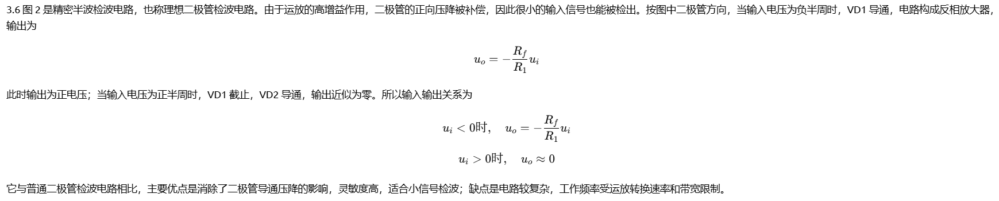 3.6 图 2 是精密半波检波电路，也称理想二极管检波电路。由于运放的高增益作用，二极管的正向压降被补偿，因此很小的输入信号也能被检出。按图中二极管方向，当输入电压为负半周时，VD1 导通，电路构成反相放大器，
输出为
$$u_o = -\frac{R_f}{R_1}u_i$$
此时输出为正电压；当输入电压为正半周时，VD1 截止，VD2 导通，输出近似为零。所以输入输出关系为
$$u_i < 0时, \quad u_o = -\frac{R_f}{R_1}u_i$$
$$u_i > 0时, \quad u_o \approx 0$$
它与普通二极管检波电路相比，主要优点是消除了二极管导通压降的影响，灵敏度高，适合小信号检波；缺点是电路较复杂，工作频率受运放转换速率和带宽限制。